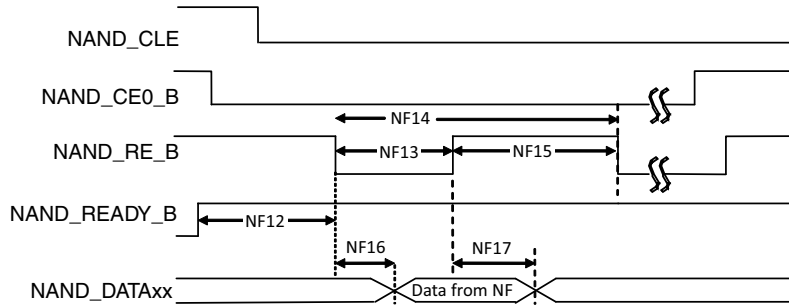 NAND_CLE
NAND_CE0_B
NF14
NAND_RE_B
NF13
NF15
NAND_READY_B
NF12
NF16
NF17
NAND_DATAxx
Data from NF